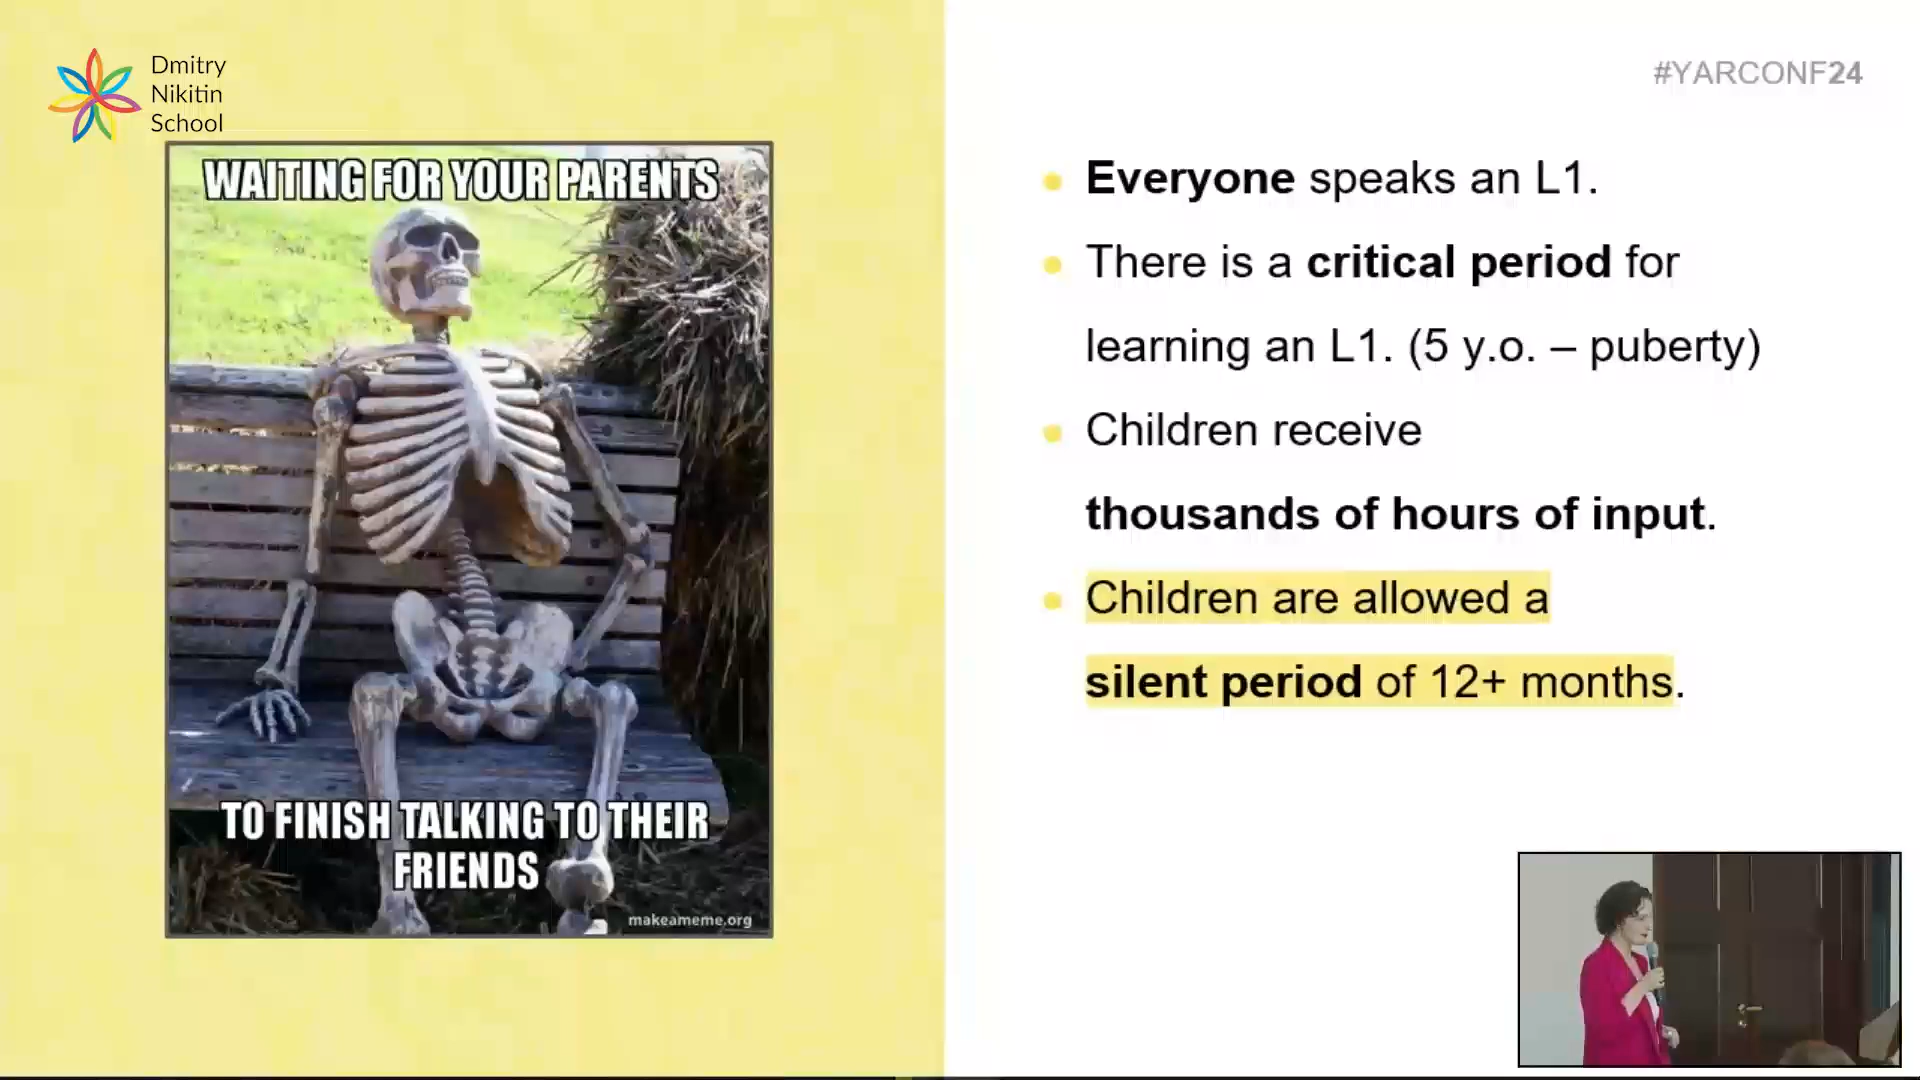 Dmitry
Nikitin
School
#YARCONF24
WAITING FOR YOUR PARENTS
TO FINISH TALKING TO THEIR
FRIENDS
makeameme.org
Everyone speaks an L1.
There is a critical period for
learning an L1. (5 y.o. – puberty)
Children receive
thousands of hours of input.
Children are allowed a
silent period of 12+ months.